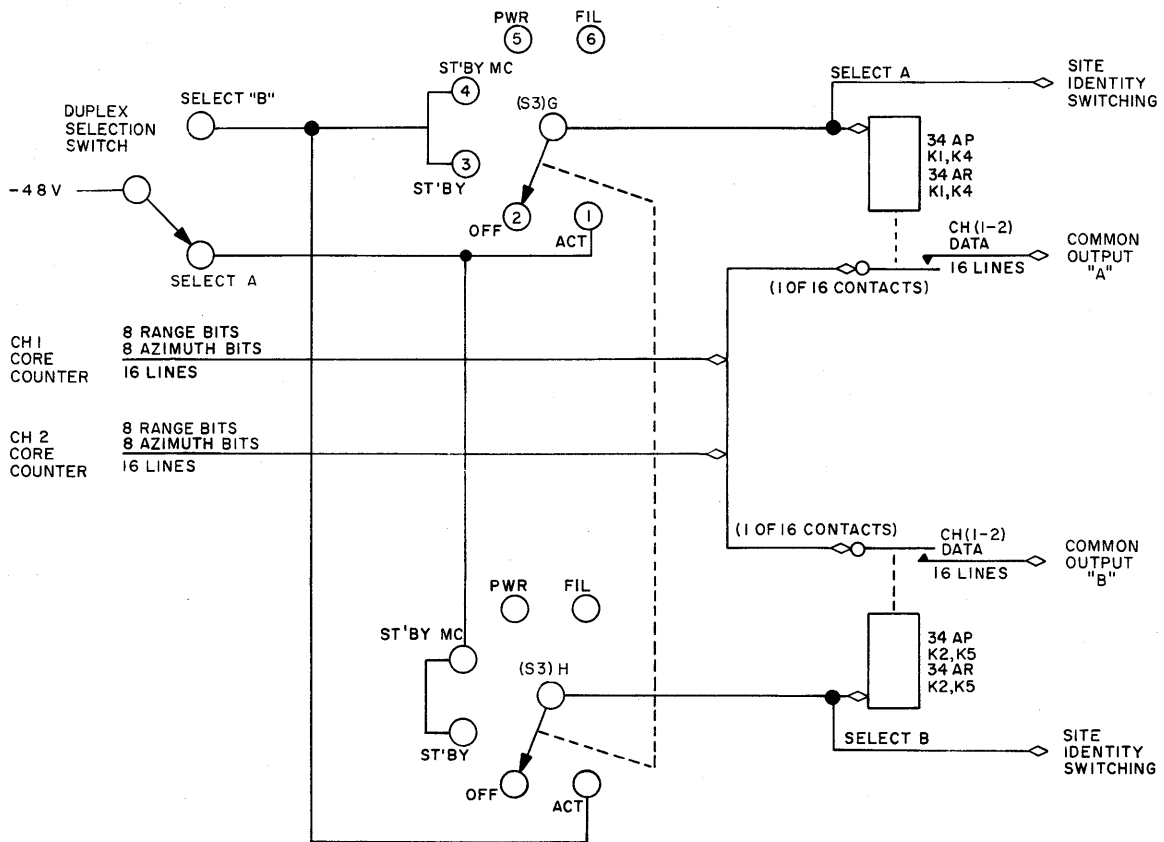 PWR
5
FIL
6
ST'BY MC
4
SELECT "B"
DUPLEX
SELECTION
SWITCH
(S3)G
3
ST'BY
SELECT A
SITE
IDENTITY
SWITCHING
34 AP
K1,K4
34 AR
K1,K4
-48V
OFF
2
1
ACT
SELECT A
CH(1-2)
DATA
16 LINES
COMMON
OUTPUT
"A"
(1 OF 16 CONTACTS)
CH 1
CORE
COUNTER
8 RANGE BITS
8 AZIMUTH BITS
16 LINES
CH 2
CORE
COUNTER
8 RANGE BITS
8 AZIMUTH BITS
16 LINES
(1 OF 16 CONTACTS)
CH(1-2)
DATA
16 LINES
COMMON
OUTPUT
"B"
PWR
FIL
ST'BY MC
(S3) H
ST'BY
34 AP
K2,K5
34 AR
K2,K5
SELECT B
SITE
IDENTITY
SWITCHING
OFF
ACT